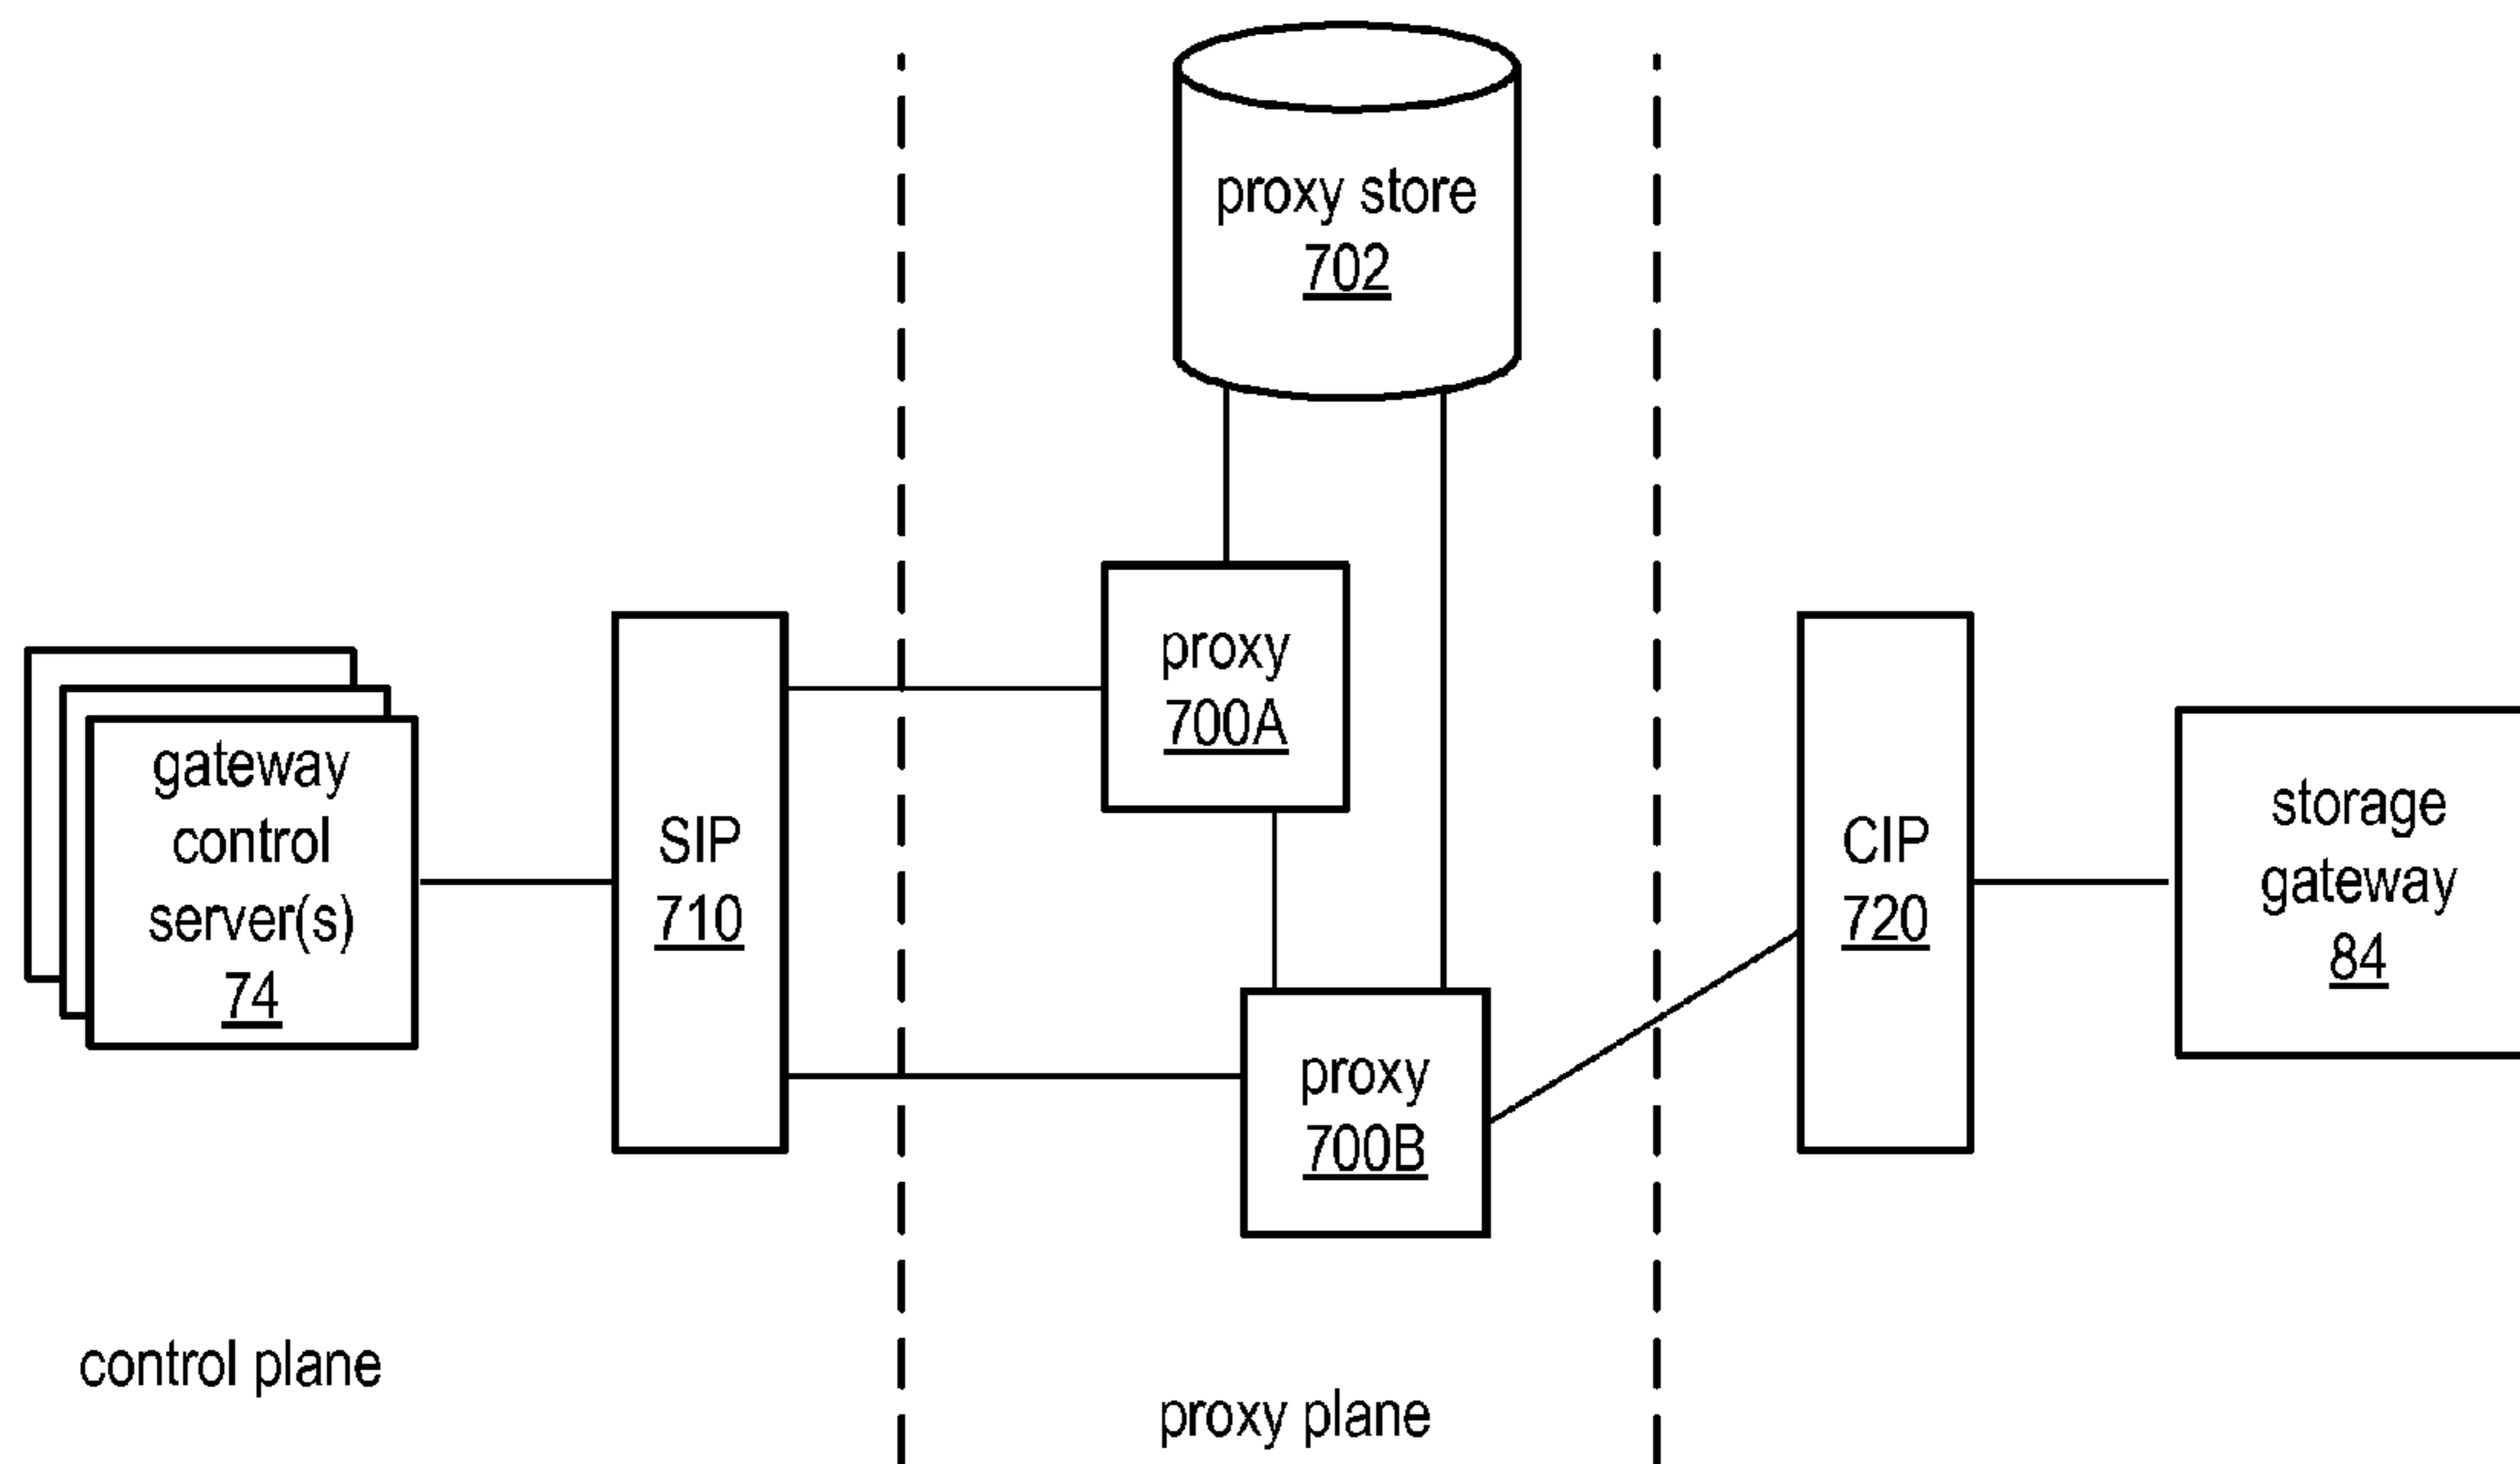 proxy store
702
proxy
700A
gateway
control
server(s)
74
SIP
710
CIP
720
storage
gateway
84
proxy
700B
control plane
proxy plane